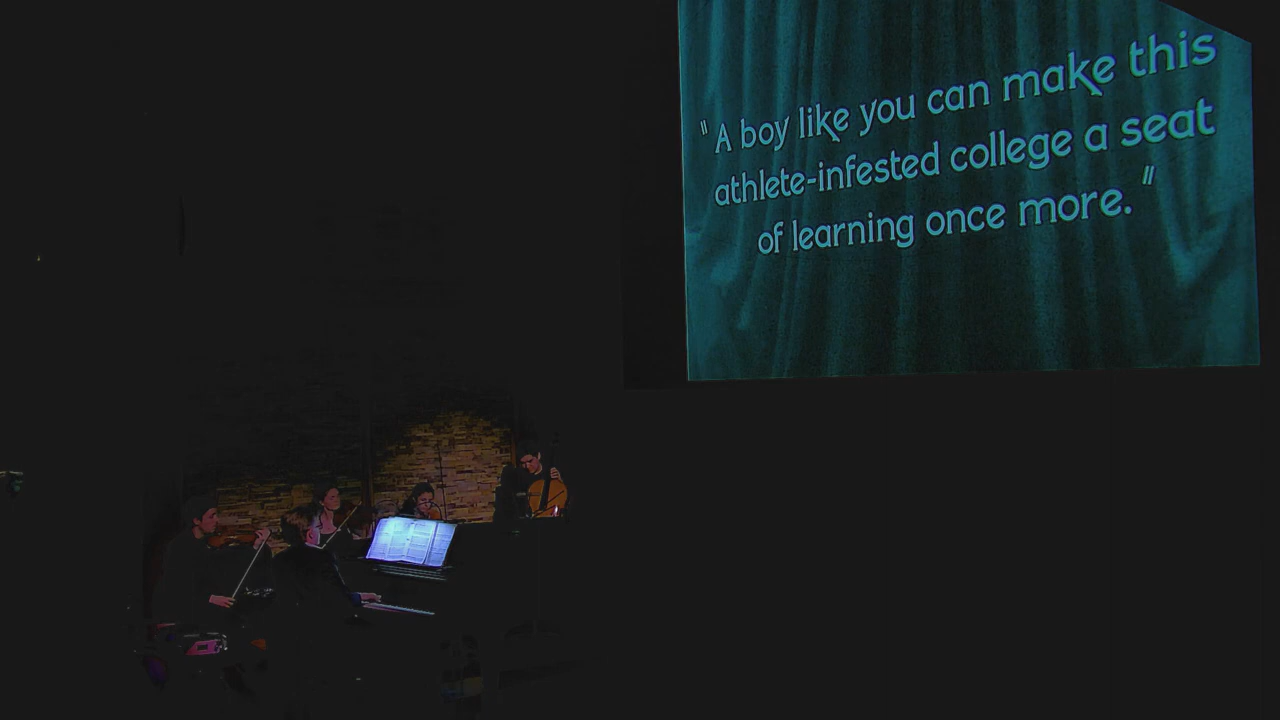 "A boy like you can make this
athlete-infested college a seat
of learning once more."